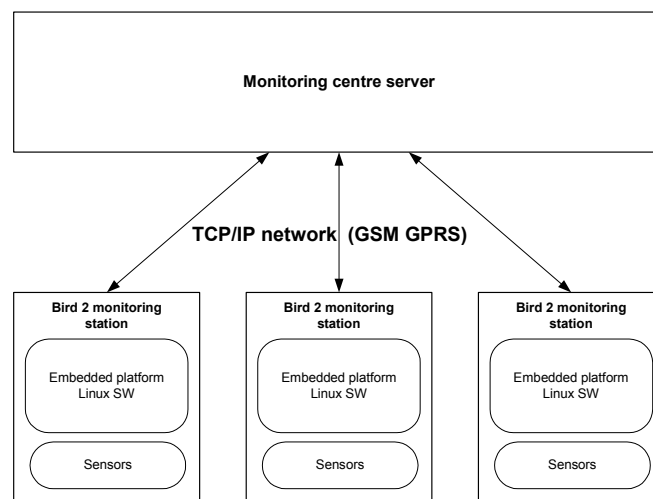 Monitoring centre server
TCP/IP network (GSM GPRS)
Bird 2 monitoring
station
Embedded platform
Linux SW
Sensors
Bird 2 monitoring
station
Embedded platform
Linux SW
Sensors
Bird 2 monitoring
station
Embedded platform
Linux SW
Sensors